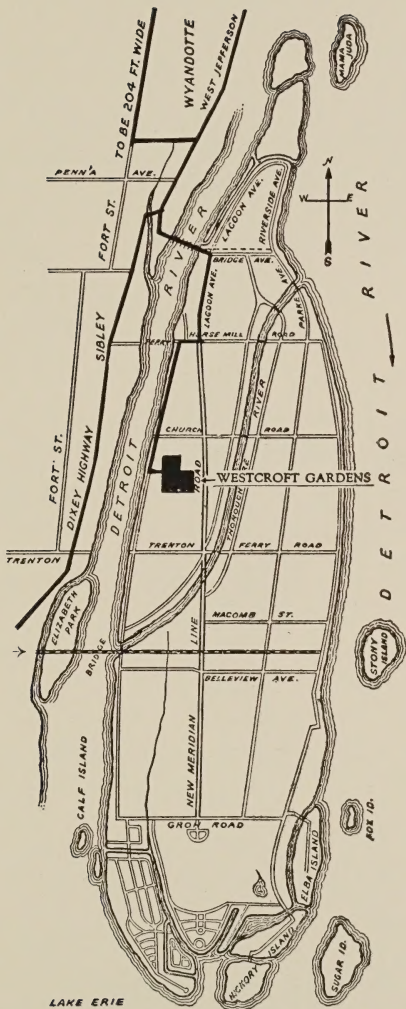 TO BE 204 FT. WIDE
WYANDOTTE
WEST JEFFERSON
MAMA
JUDA
PENN'A AVE.
FORT ST.
N
W E
S
LAGOON AVE.
RIVERSIDE AVE.
BRIDGE AVE.
LAGOON AVE.
PARKE AVE.
DETROIT RIVER
DETROIT RIVER
SIBLEY
FERRY
HORSE MILL ROAD
FORT ST.
DIXEY HIGHWAY
CHURCH ROAD
ROAD
WESTCROFT GARDENS
RIVER
TRENTON
TRENTON FERRY ROAD
ELIZABETH
PARK
MACOMB ST.
LINE
BRIDGE
BELLEVIEW AVE.
STONY
ISLAND
NEW MERIDIAN
CALF ISLAND
GROH ROAD
FOX ID.
ELBA ISLAND
HICKORY ISLAND
SUGAR ID.
LAKE ERIE